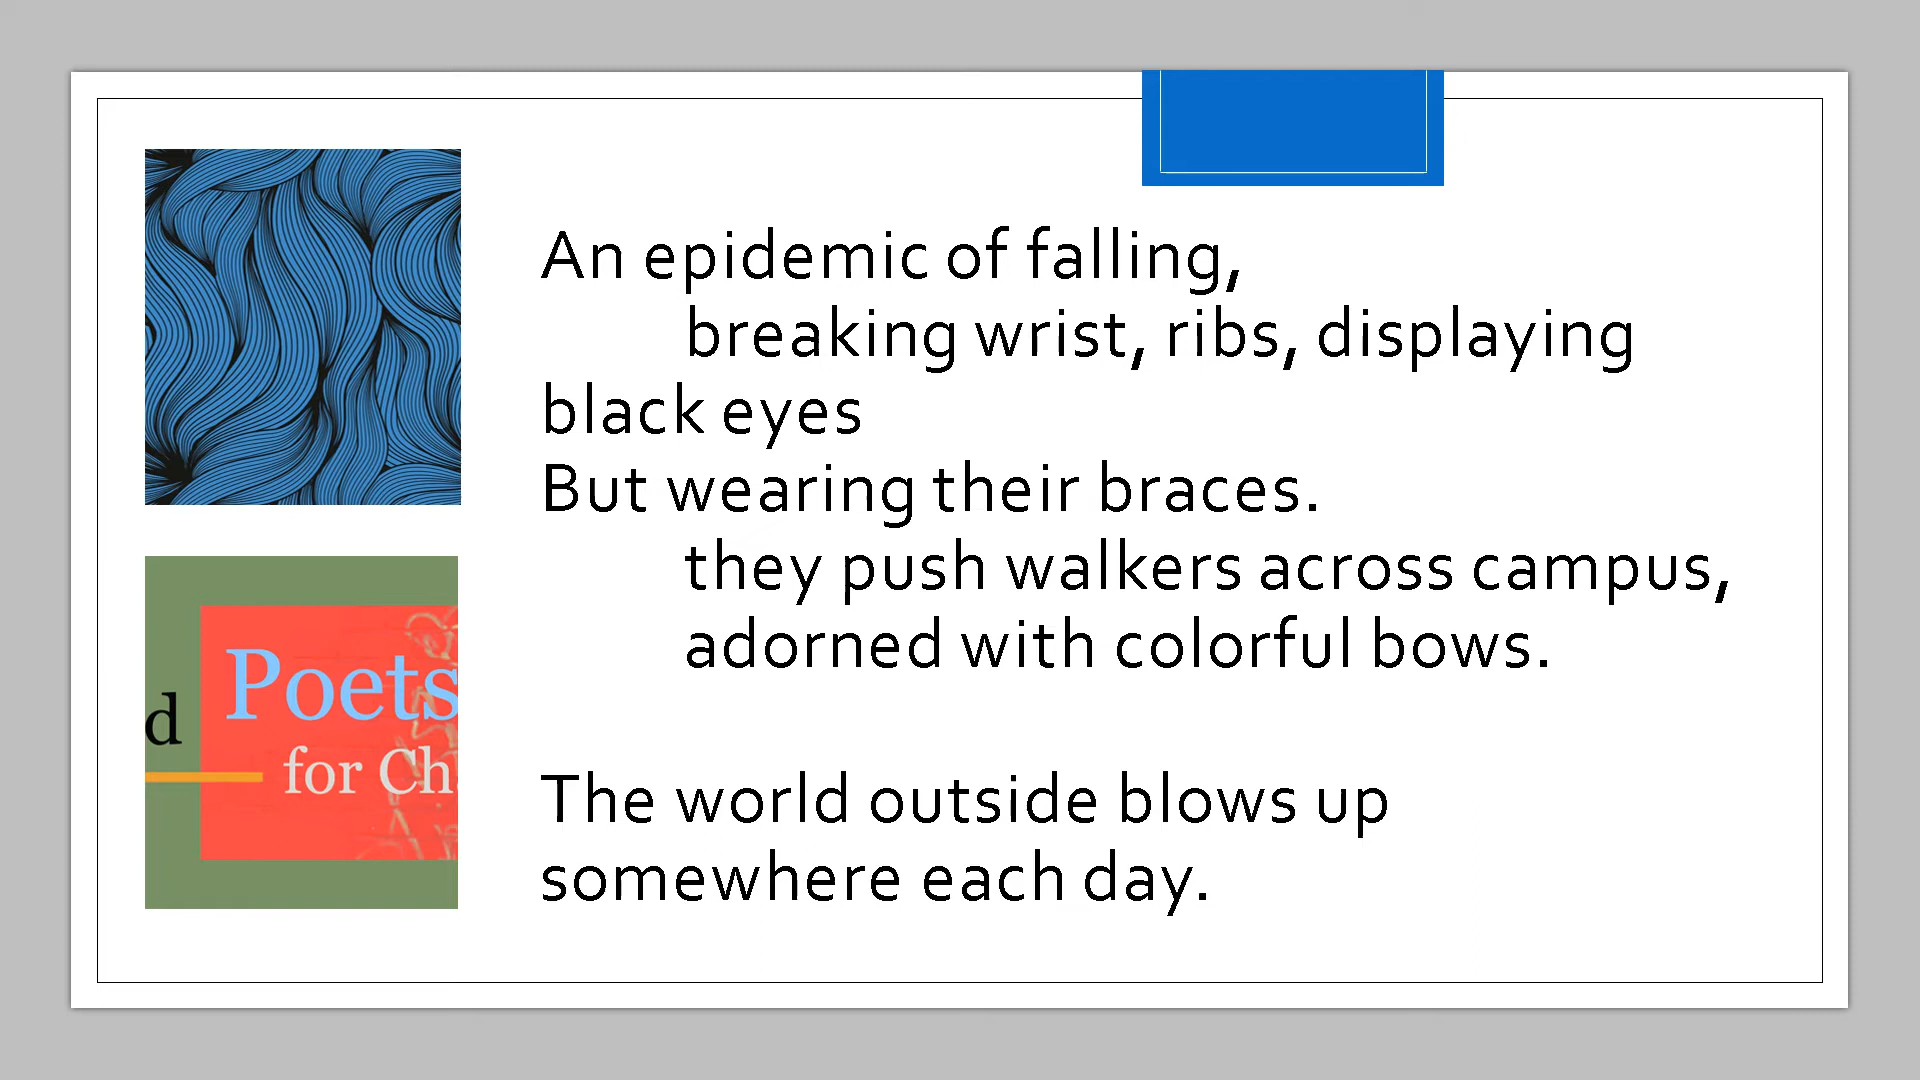 An epidemic of falling,
breaking wrist, ribs, displaying
black eyes
But wearing their braces.
they push walkers across campus,
adorned with colorful bows.
The world outside blows up
somewhere each day.
d
Poets
for Ch